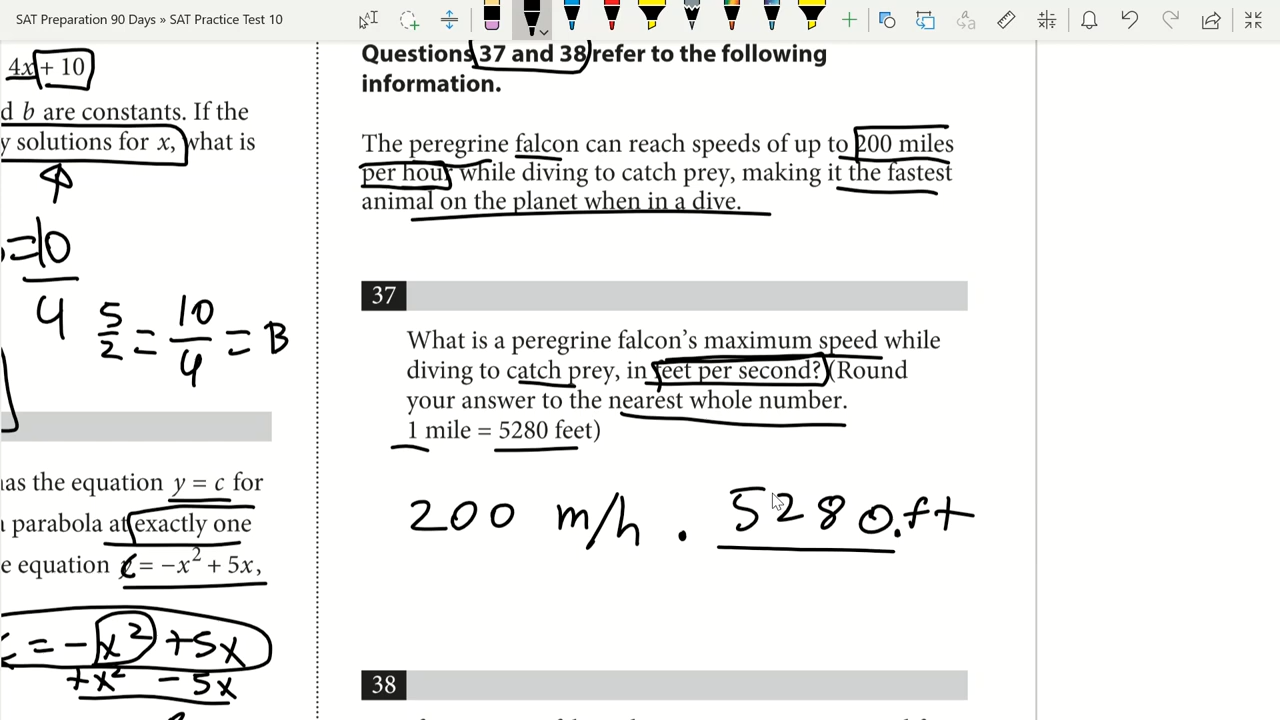 SAT Preparation 90 Days » SAT Practice Test 10
4x + 10
d b are constants. If the
y solutions for x, what is
=10
4
5/2 = 10/4 = B
as the equation y = c for
parabola at exactly one
e equation = −x² + 5x,
= -x² +5x
+x² - 5x
Questions 37 and 38 refer to the following
information.
The peregrine falcon can reach speeds of up to 200 miles
per hour while diving to catch prey, making it the fastest
animal on the planet when in a dive.
37
What is a peregrine falcon's maximum speed while
diving to catch prey, in feet per second? (Round
your answer to the nearest whole number.
1 mile = 5280 feet)
200 m/h . 5280.ft
38